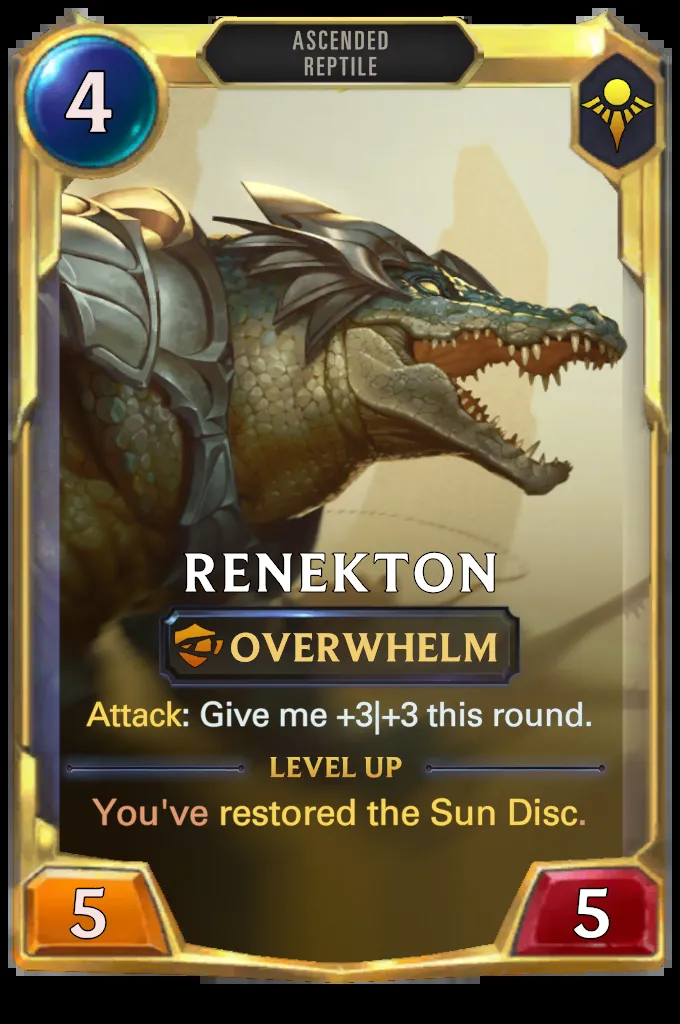 ASCENDED
REPTILE
4
RENEKTON
OVERWHELM
Attack: Give me +3|+3 this round.
LEVEL UP
You've restored the Sun Disc.
5
5